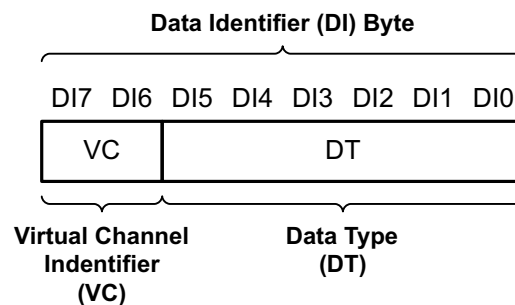 Data Identifier (DI) Byte
DI7 DI6 DI5 DI4 DI3 DI2 DI1 DI0
VC DT
Virtual Channel
Indentifier
(VC)
Data Type
(DT)